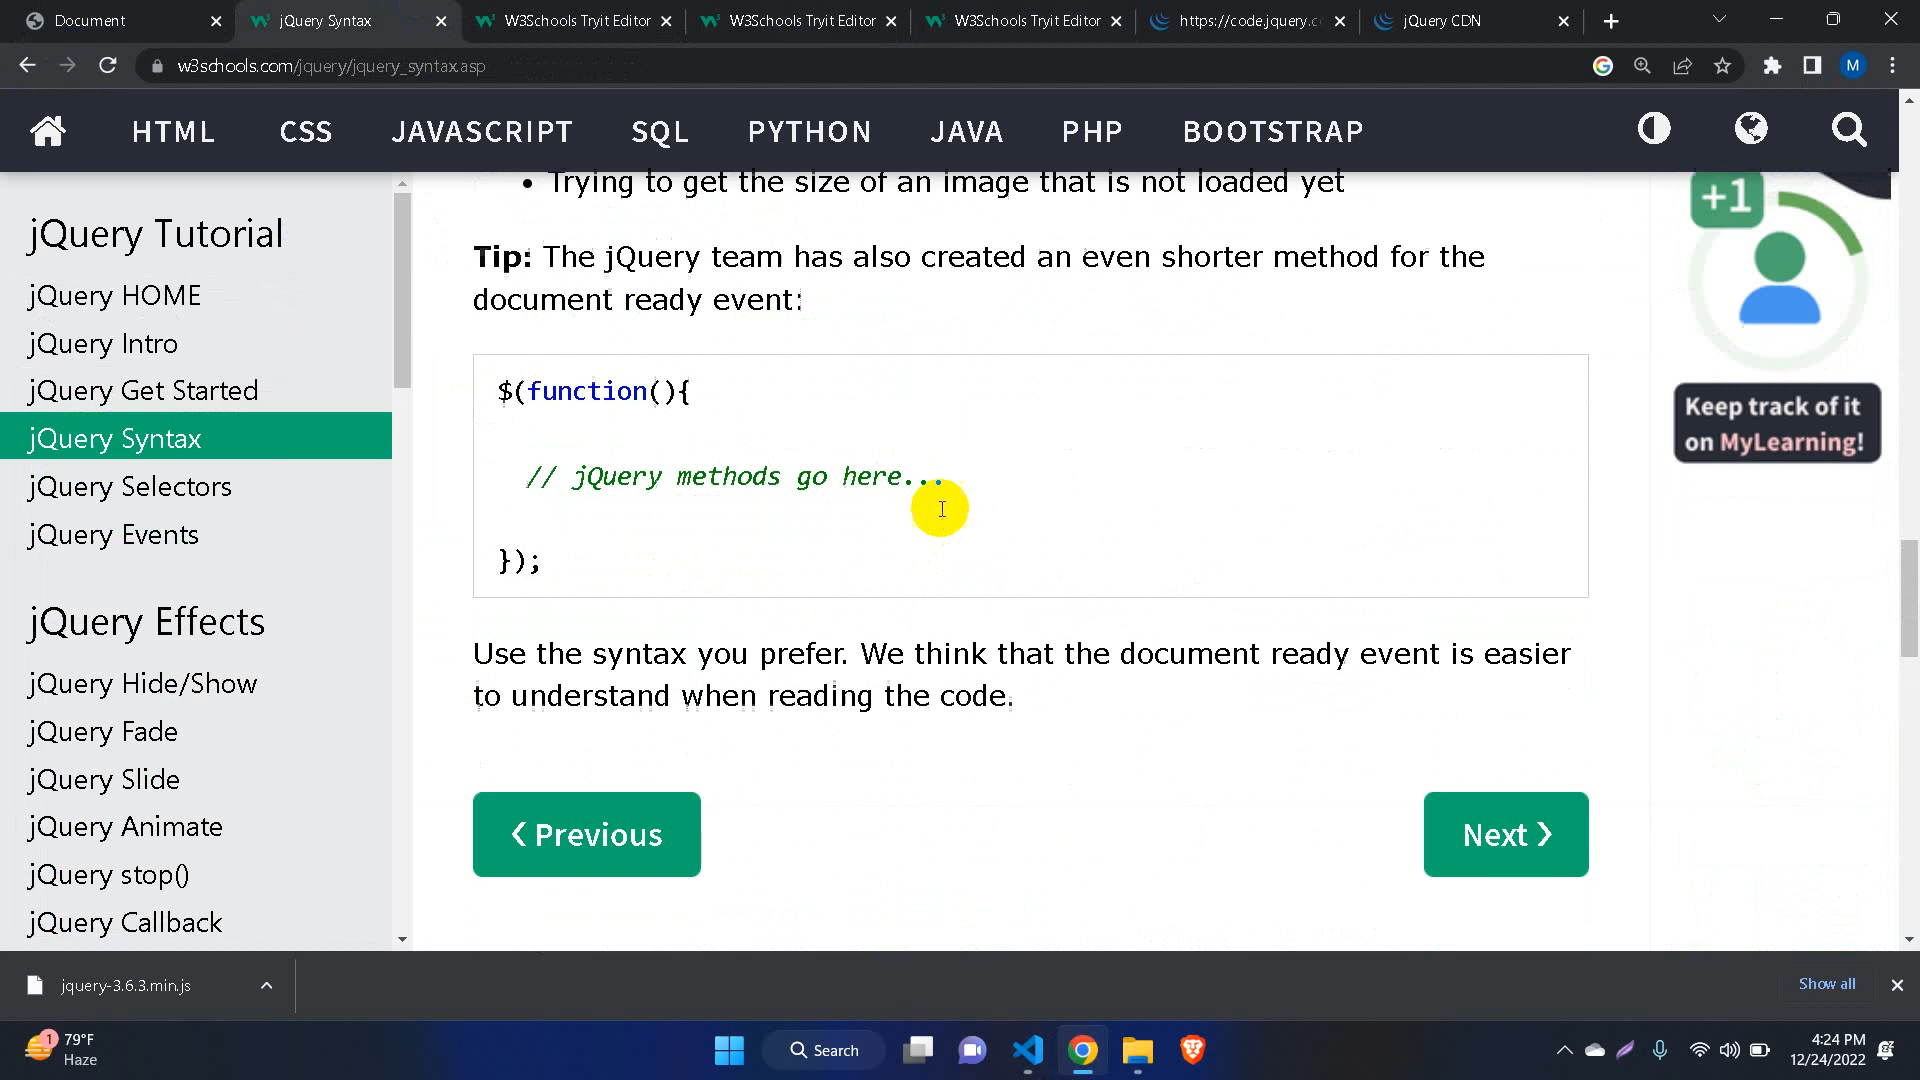 Document
jQuery Syntax
W3Schools Tryit Editor
W3Schools Tryit Editor
W3Schools Tryit Editor
https://code.jquery.c
jQuery CDN
w3schools.com/jquery/jquery_syntax.asp
M
HTML
CSS
JAVASCRIPT
SQL
PYTHON
JAVA
PHP
BOOTSTRAP
jQuery Tutorial
jQuery HOME
jQuery Intro
jQuery Get Started
jQuery Syntax
jQuery Selectors
jQuery Events
jQuery Effects
jQuery Hide/Show
jQuery Fade
jQuery Slide
jQuery Animate
jQuery stop()
jQuery Callback
• Trying to get the size of an image that is not loaded yet
Tip: The jQuery team has also created an even shorter method for the
document ready event:
$(function(){
// jQuery methods go here...
});
Use the syntax you prefer. We think that the document ready event is easier
to understand when reading the code.
❮ Previous
Next ❯
+1
Keep track of it
on MyLearning!
jquery-3.6.3.min.js
Show all
1
79°F
Haze
Search
4:24 PM
12/24/2022